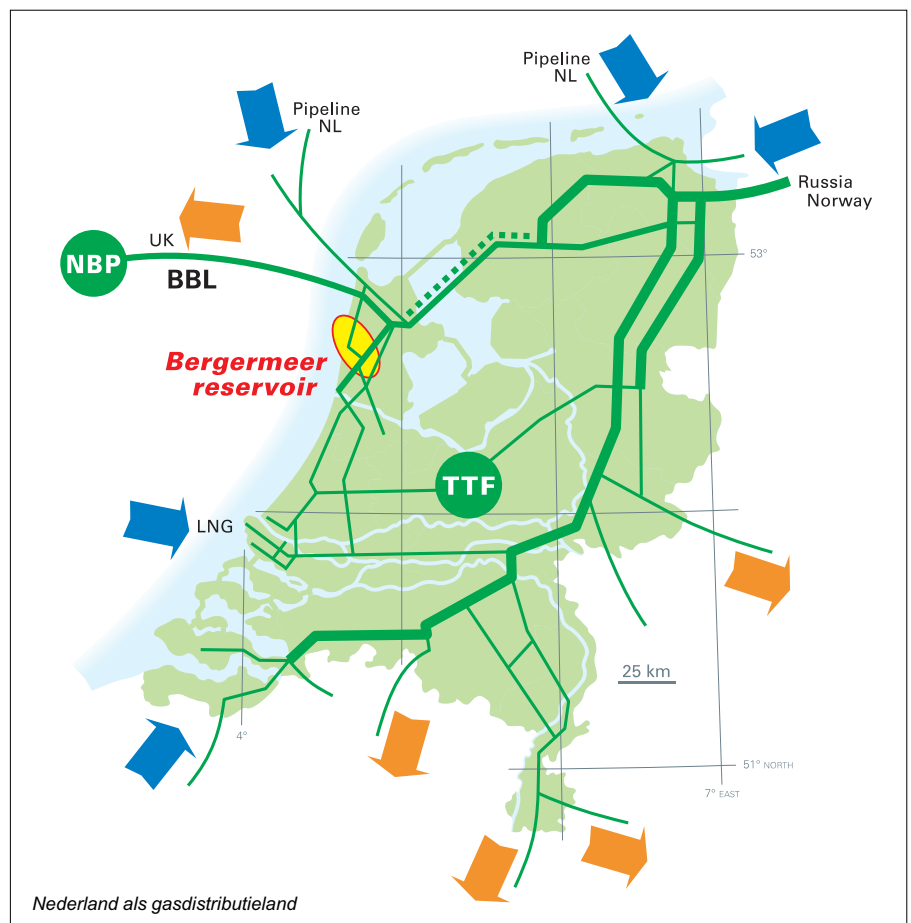 Pipeline
NL
Pipeline
NL
Russia
Norway
UK
NBP
BBL
53°
Bergermeer
reservoir
TTF
LNG
25 km
4°
51° NORTH
7° EAST
Nederland als gasdistributieland